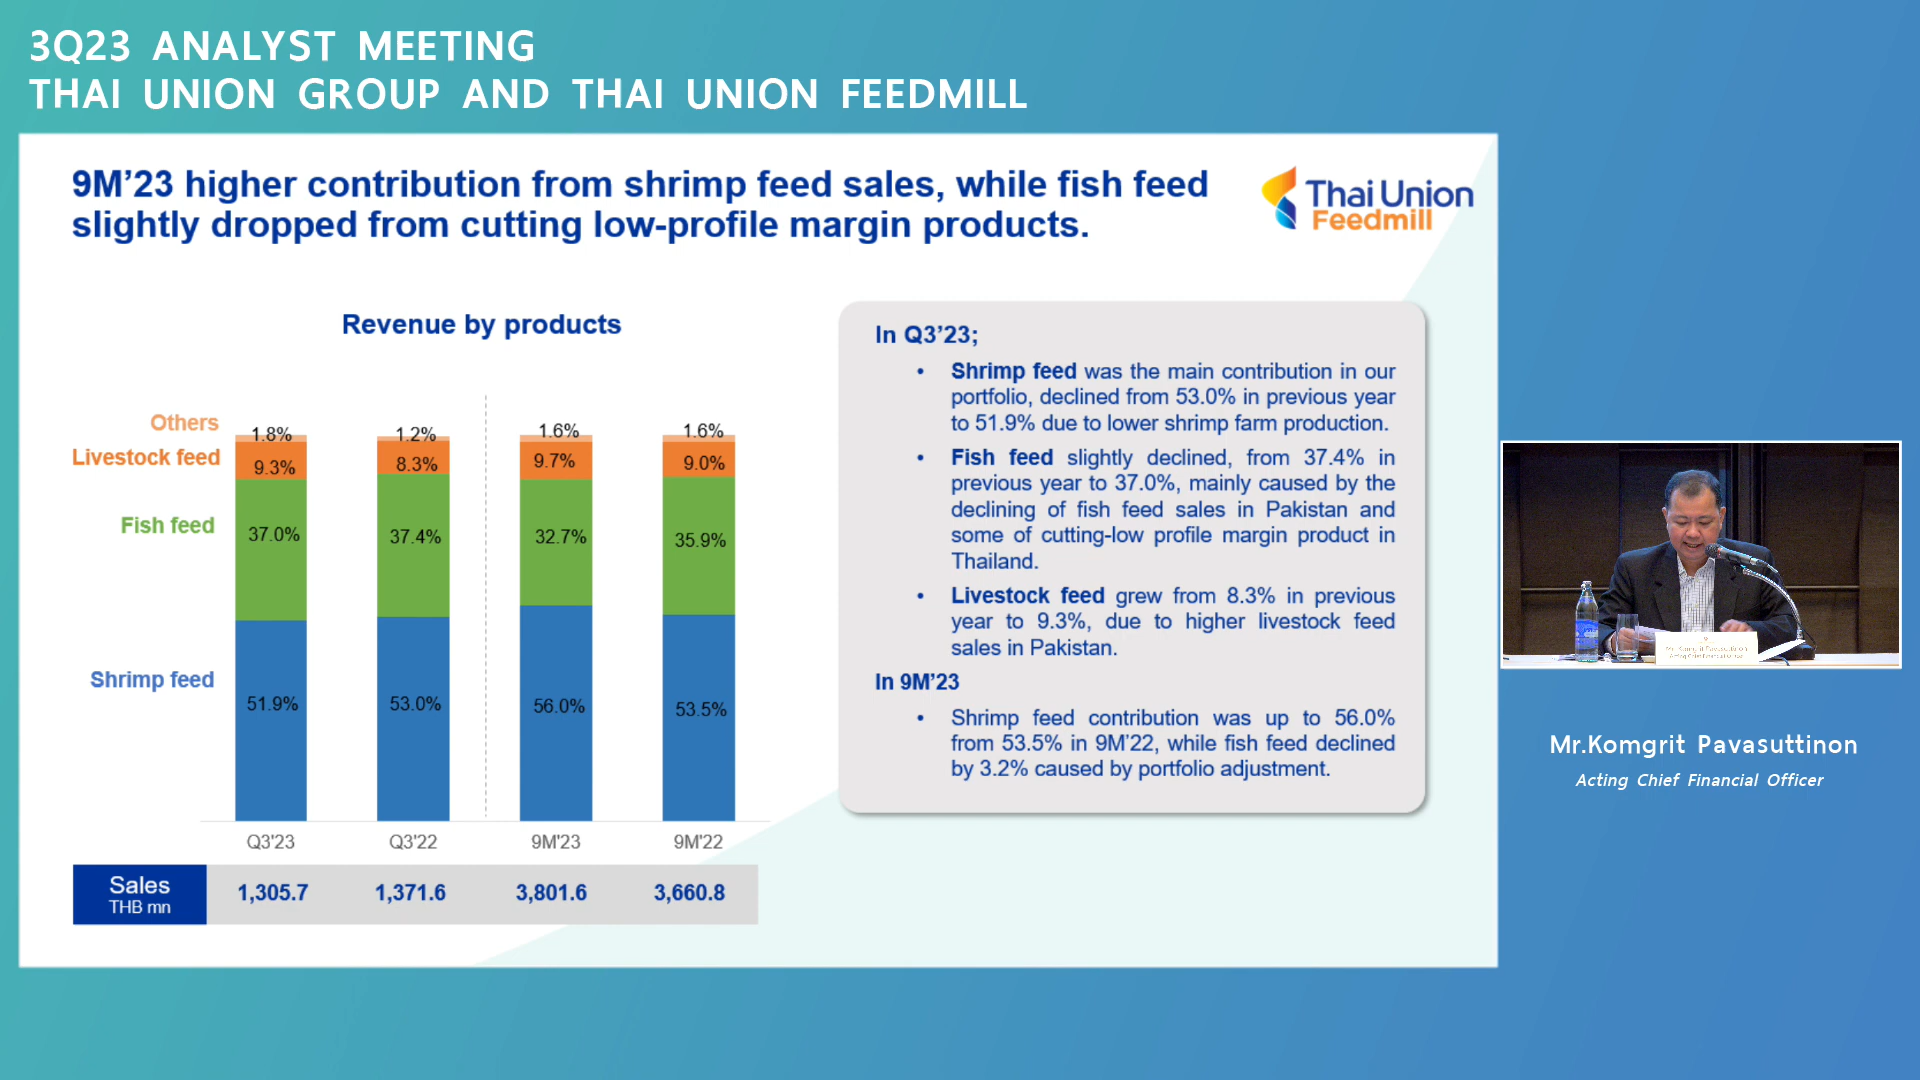 3Q23 ANALYST MEETING
THAI UNION GROUP AND THAI UNION FEEDMILL
9M’23 higher contribution from shrimp feed sales, while fish feed
slightly dropped from cutting low-profile margin products.
Thai Union
Feedmill
Revenue by products
Others
Livestock feed
Fish feed
Shrimp feed
1.8%
1.2%
1.6%
1.6%
9.3%
8.3%
9.7%
9.0%
37.0%
37.4%
32.7%
35.9%
51.9%
53.0%
56.0%
53.5%
Q3'23
Q3'22
9M'23
9M'22
Sales
THB mn
1,305.7
1,371.6
3,801.6
3,660.8
In Q3’23;
• Shrimp feed was the main contribution in our
portfolio, declined from 53.0% in previous year
to 51.9% due to lower shrimp farm production.
• Fish feed slightly declined, from 37.4% in
previous year to 37.0%, mainly caused by the
declining of fish feed sales in Pakistan and
some of cutting-low profile margin product in
Thailand.
• Livestock feed grew from 8.3% in previous
year to 9.3%, due to higher livestock feed
sales in Pakistan.
In 9M’23
• Shrimp feed contribution was up to 56.0%
from 53.5% in 9M’22, while fish feed declined
by 3.2% caused by portfolio adjustment.
Mr. Komgrit Pavasuttinon
Acting Chief Financial Officer
Mr.Komgrit Pavasuttinon
Acting Chief Financial Officer